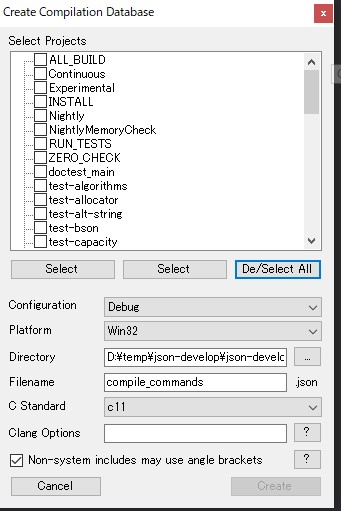 Create Compilation Database
x
Select Projects
ALL_BUILD
Continuous
Experimental
INSTALL
Nightly
NightlyMemoryCheck
RUN_TESTS
ZERO_CHECK
doctest_main
test-algorithms
test-allocator
test-alt-string
test-bson
test-capacity
Select Select De/Select All
Configuration Debug
Platform Win32
Directory D:¥temp¥json-develop¥json-develo ...
Filename compile_commands .json
C Standard c11
Clang Options ?
Non-system includes may use angle brackets ?
Cancel Create